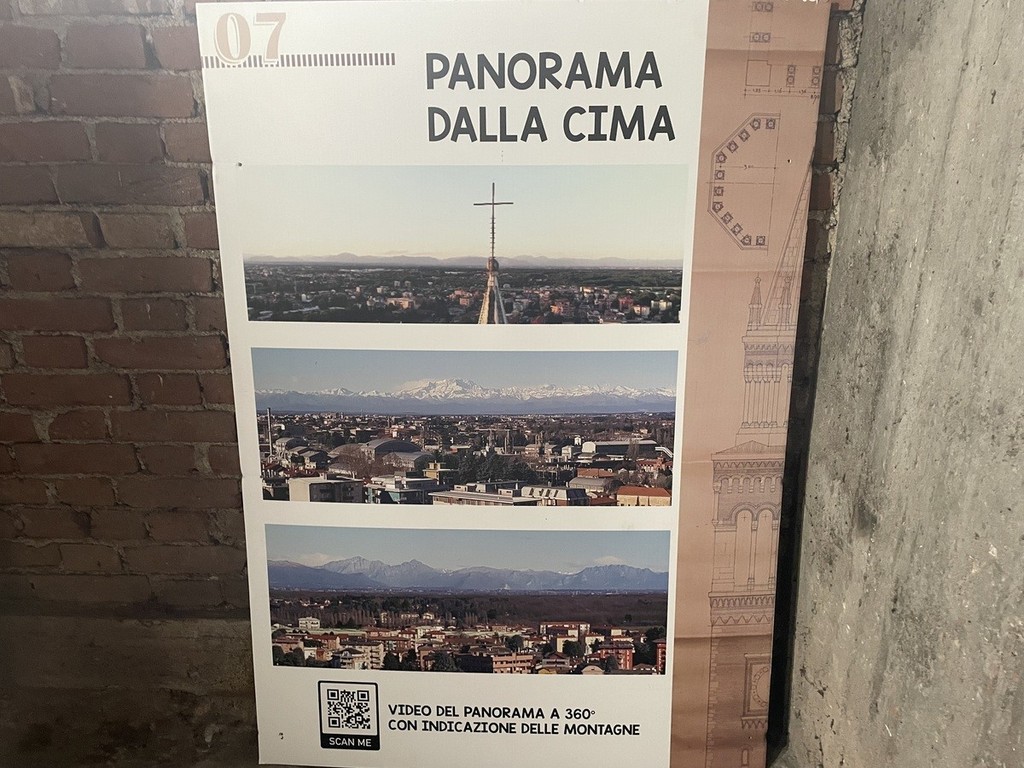 07
PANORAMA
DALLA CIMA
VIDEO DEL PANORAMA A 360°
CON INDICAZIONE DELLE MONTAGNE
SCAN ME